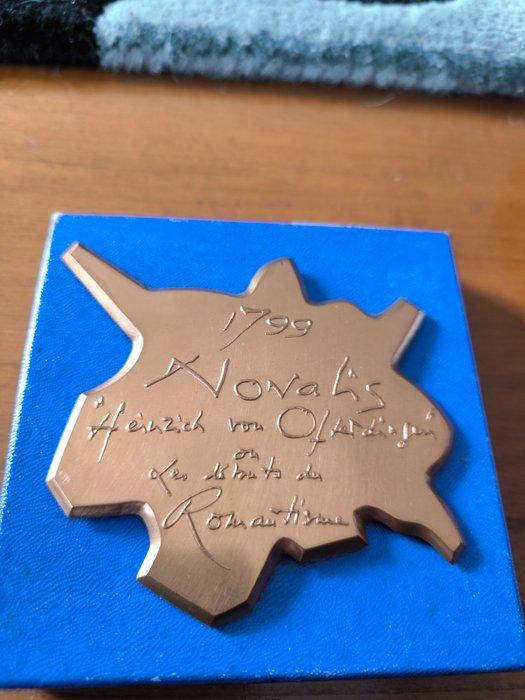 1799
Novalis
"Heinrich von Ofterdingen"
ou
Les débuts du
Romantisme